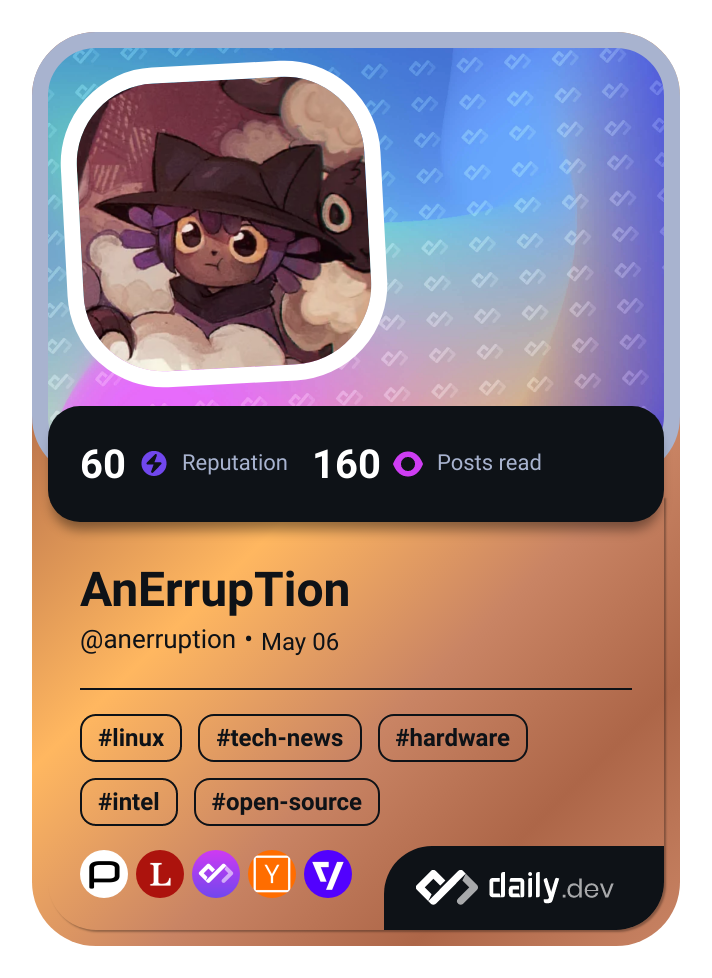 60 Reputation 160 Posts read
AnErrupTion
@anerruption • May 06
#linux #tech-news #hardware
#intel #open-source
L Y daily.dev